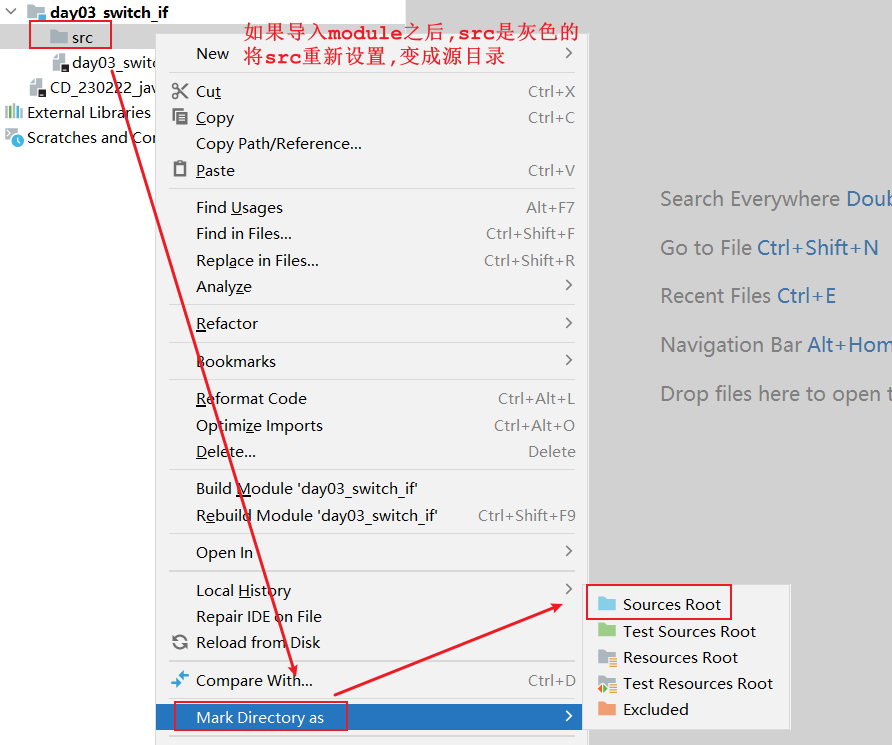 day03_switch_if
src
如果导入module之后,src是灰色的
将src重新设置,变成源目录
day03_switc
CD_230222_jav
External Libraries
Scratches and Con
New
Cut Ctrl+X
Copy Ctrl+C
Copy Path/Reference...
Paste Ctrl+V
Find Usages Alt+F7
Find in Files... Ctrl+Shift+F
Replace in Files... Ctrl+Shift+R
Analyze
Refactor
Bookmarks
Reformat Code Ctrl+Alt+L
Optimize Imports Ctrl+Alt+O
Delete... Delete
Build Module 'day03_switch_if'
Rebuild Module 'day03_switch_if' Ctrl+Shift+F9
Open In
Local History
Repair IDE on File
Reload from Disk
Compare With... Ctrl+D
Mark Directory as
Sources Root
Test Sources Root
Resources Root
Test Resources Root
Excluded
Search Everywhere Doub
Go to File Ctrl+Shift+N
Recent Files Ctrl+E
Navigation Bar Alt+Hom
Drop files here to open t